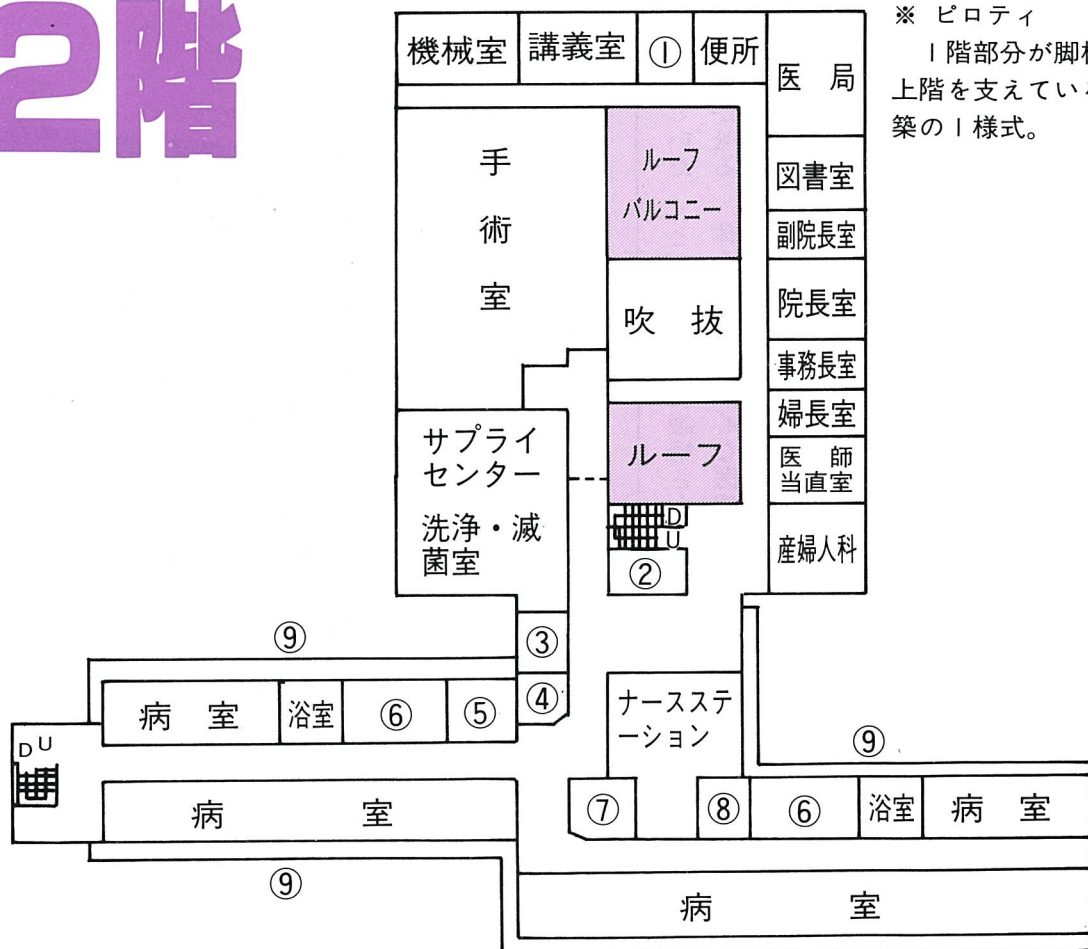 2階
※ ピロティ
1階部分が脚
上階を支えてい
築の1様式。
機械室
講義室
①
便所
医 局
手術室
ルーフ
バルコニー
図書室
副院長室
吹 抜
院長室
事務長室
婦長室
サプライ
センター
洗浄・滅
菌室
ルーフ
医 師
当直室
D
U
②
産婦人科
③
⑨
④
病 室
浴室
⑥
⑤
ナースステ
ーション
D U
⑨
病 室
⑦
⑧
⑥
浴室
病 室
⑨
病 室